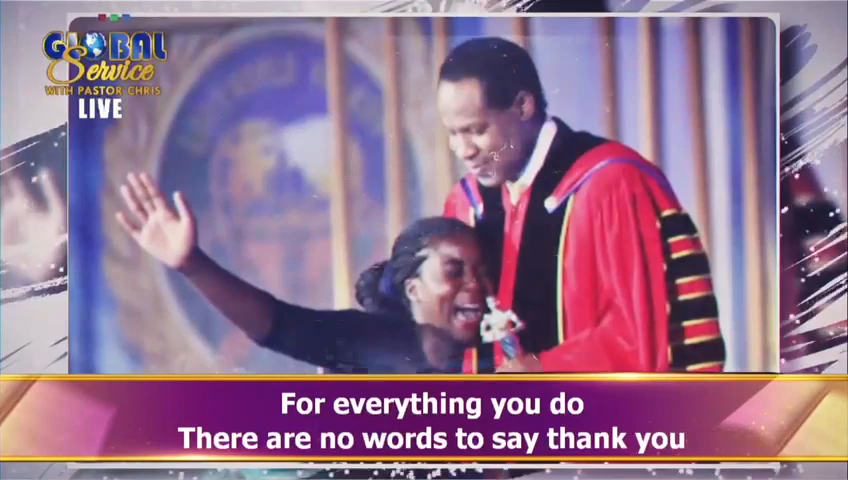 GLOBAL
Service
WITH PASTOR CHRIS
LIVE
For everything you do
There are no words to say thank you